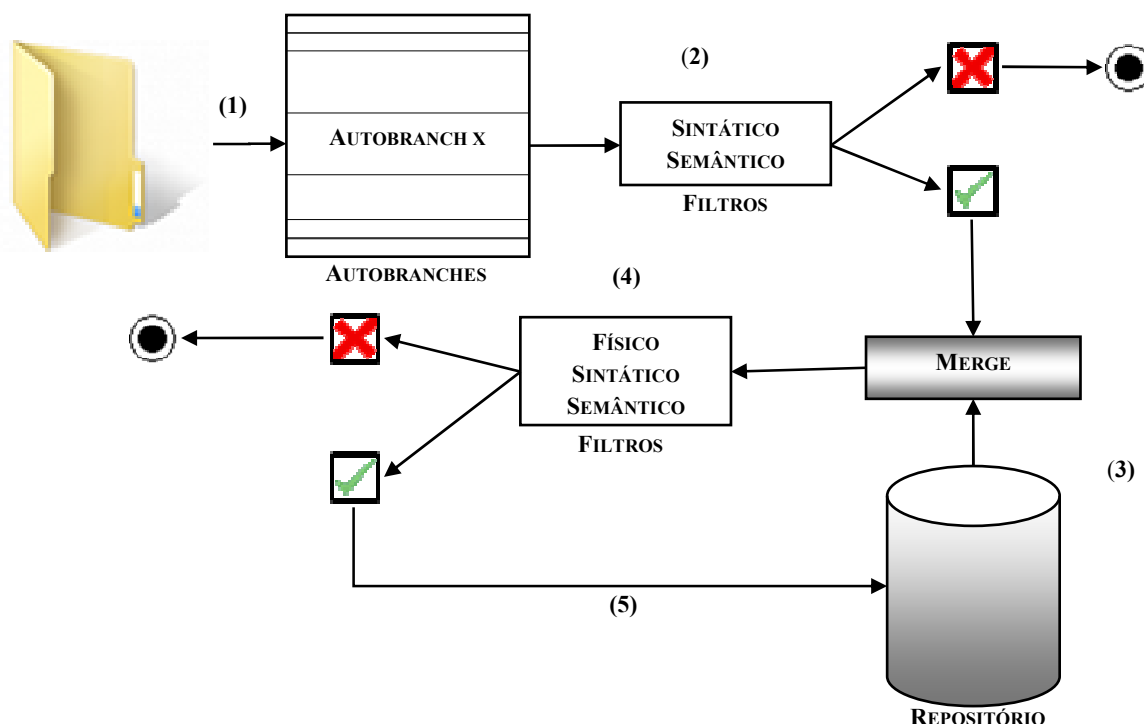 (1)
AUTOBRANCH X
AUTOBRANCHES
(2)
SINTÁTICO
SEMÂNTICO
FILTROS
MERGE
(3)
REPOSITÓRIO
(4)
FÍSICO
SINTÁTICO
SEMÂNTICO
FILTROS
(5)